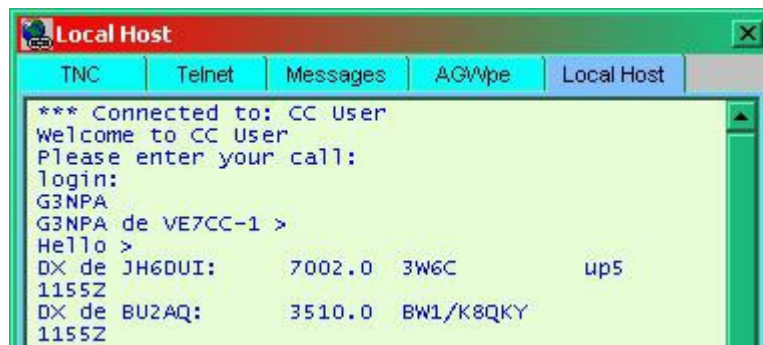 Local Host
TNC Telnet Messages AGWpe Local Host
*** Connected to: CC User
Welcome to CC User
Please enter your call:
login:
G3NPA
G3NPA de VE7CC-1 >
Hello >
DX de JH6DUI: 7002.0 3W6C up5
1155Z
DX de BU2AQ: 3510.0 BW1/K8QKY
1155Z